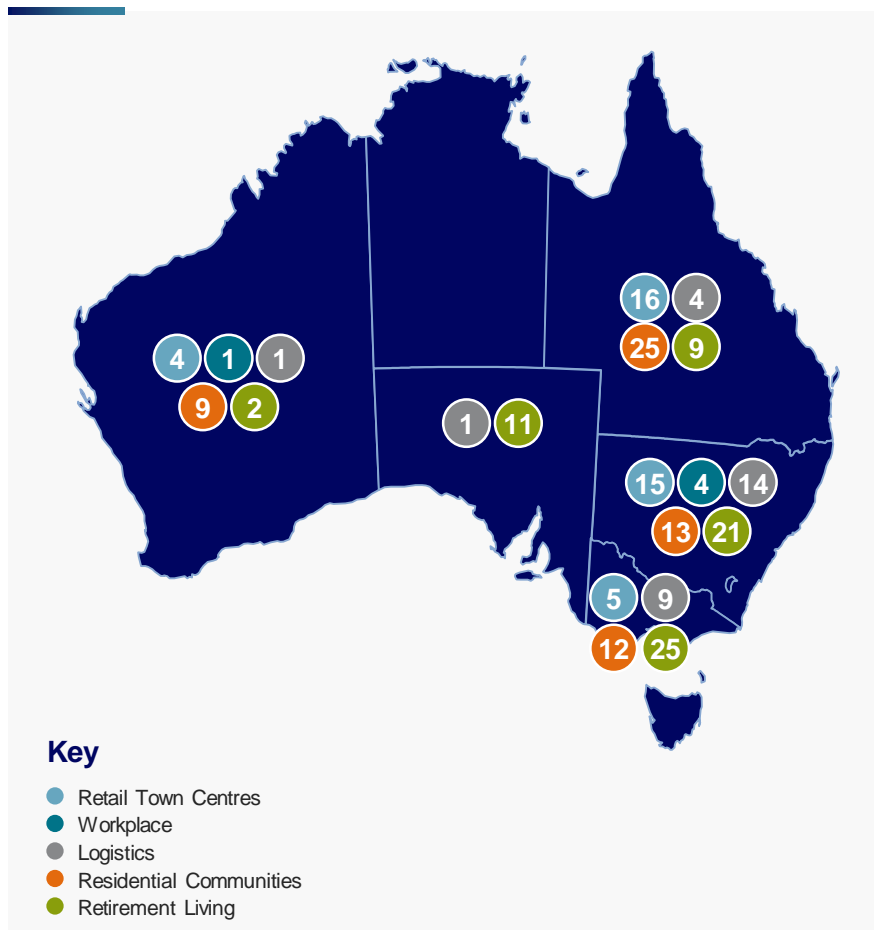 16 4
25 9
4 1 1
9 2
1 11
15 4 14
13 21
5 9
12 25
Key
Retail Town Centres
Workplace
Logistics
Residential Communities
Retirement Living